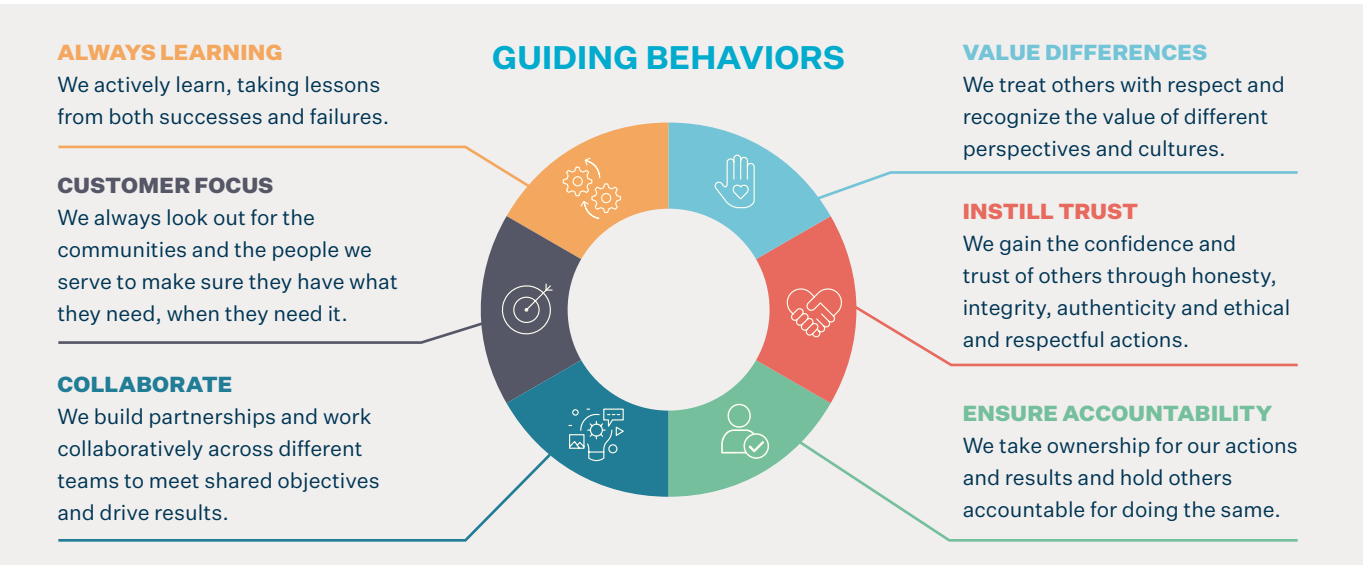 GUIDING BEHAVIORS
ALWAYS LEARNING
We actively learn, taking lessons
from both successes and failures.
CUSTOMER FOCUS
We always look out for the
communities and the people we
serve to make sure they have what
they need, when they need it.
COLLABORATE
We build partnerships and work
collaboratively across different
teams to meet shared objectives
and drive results.
VALUE DIFFERENCES
We treat others with respect and
recognize the value of different
perspectives and cultures.
INSTILL TRUST
We gain the confidence and
trust of others through honesty,
integrity, authenticity and ethical
and respectful actions.
ENSURE ACCOUNTABILITY
We take ownership for our actions
and results and hold others
accountable for doing the same.